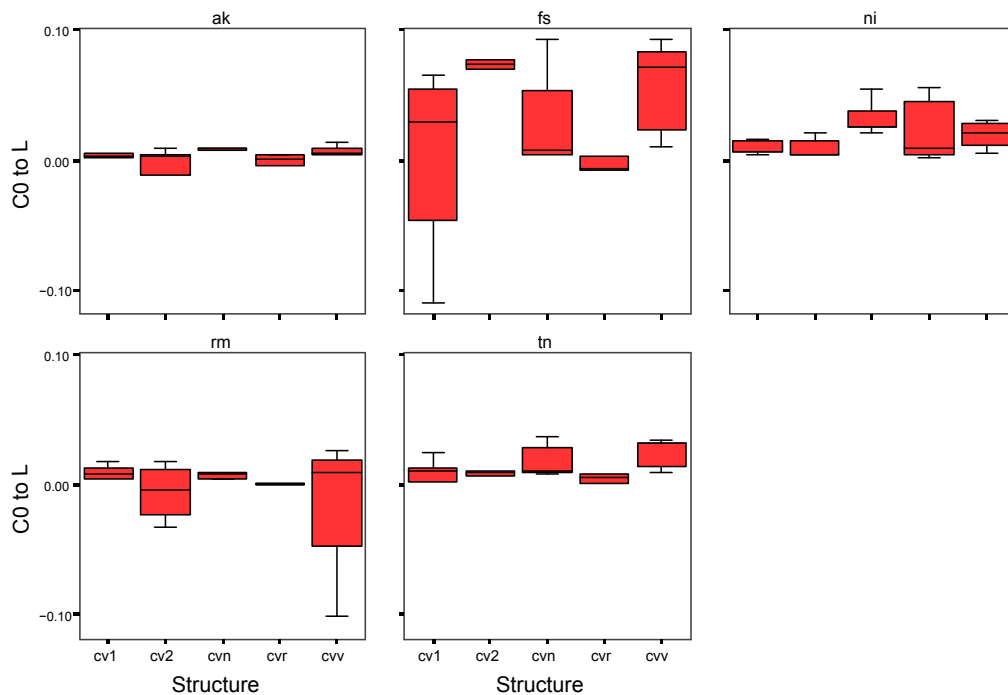 ak
fs
ni
0.10
0.00
−0.10
C0 to L
rm
tn
0.10
0.00
−0.10
C0 to L
cv1 cv2 cvn cvr cvv
cv1 cv2 cvn cvr cvv
Structure
Structure